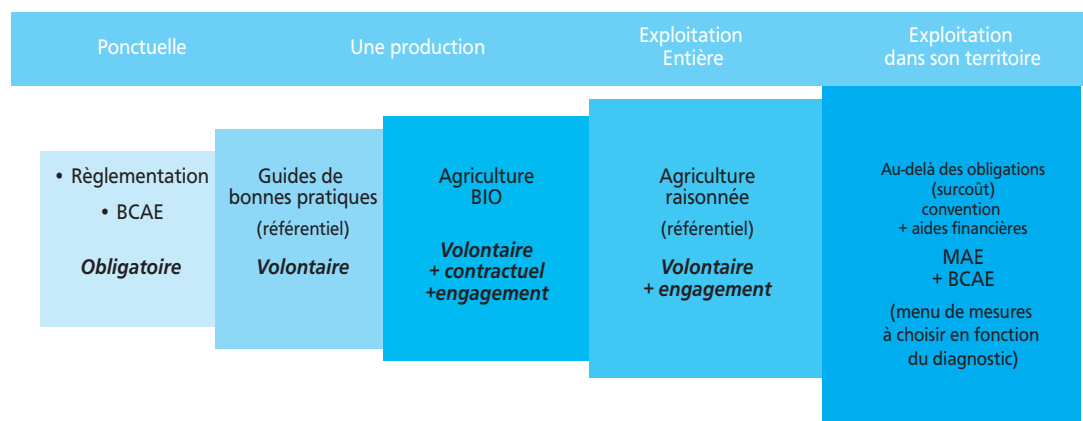 Ponctuelle
Une production
Exploitation
Entière
Exploitation
dans son territoire
• Règlementation
• BCAE
Obligatoire
Guides de
bonnes pratiques
(référentiel)
Volontaire
Agriculture
BIO
Volontaire
+ contractuel
+engagement
Agriculture
raisonnée
(référentiel)
Volontaire
+ engagement
Au-delà des obligations
(surcoût)
convention
+ aides financières
MAE
+ BCAE
(menu de mesures
à choisir en fonction
du diagnostic)